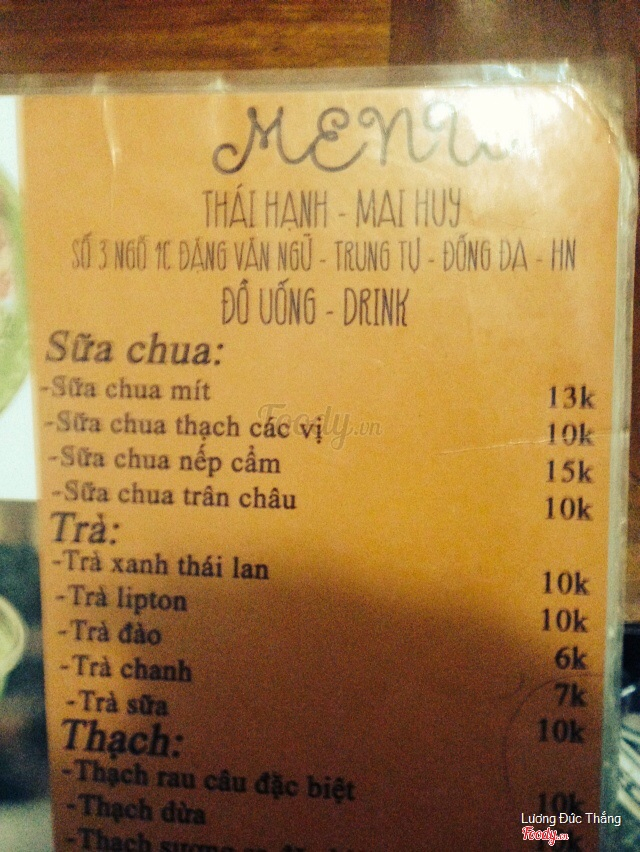 MENU
THÁI HẠNH - MAI HUY
SỐ 3 NGÕ 1C ĐẶNG VĂN NGỮ - TRUNG TỰ - ĐỐNG ĐA - HN
ĐỒ UỐNG - DRINK
Sữa chua:
-Sữa chua mít 13k
-Sữa chua thạch các vị 10k
-Sữa chua nếp cẩm 15k
-Sữa chua trân châu 10k
Trà:
-Trà xanh thái lan 10k
-Trà lipton 10k
-Trà đào 6k
-Trà chanh 7k
-Trà sữa 10k
Thạch:
-Thạch rau câu đặc biệt 10k
-Thạch dừa
-Thạch
Foody.vn
Lương Đức Thắng
Foody.vn